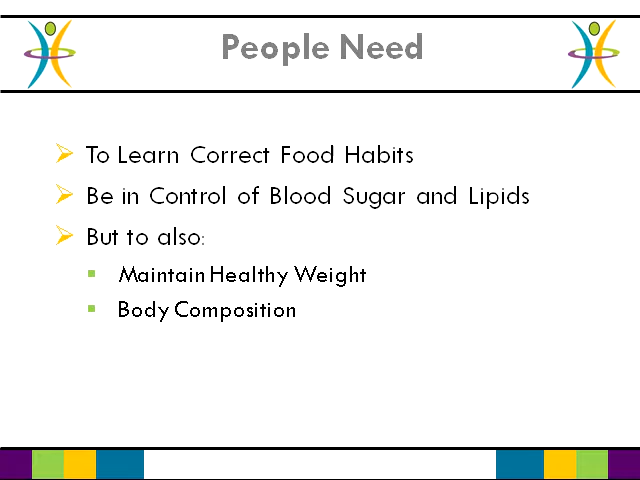 People Need
To Learn Correct Food Habits
Be in Control of Blood Sugar and Lipids
But to also:
Maintain Healthy Weight
Body Composition